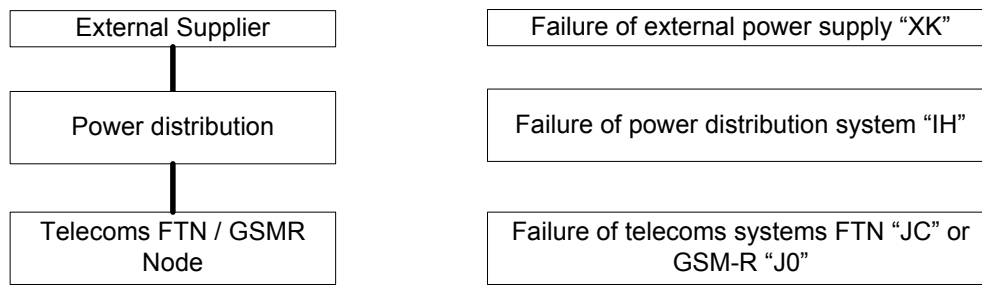 External Supplier
Failure of external power supply “XK”
Power distribution
Failure of power distribution system “IH”
Telecoms FTN / GSMR
Node
Failure of telecoms systems FTN “JC” or
GSM-R “J0”